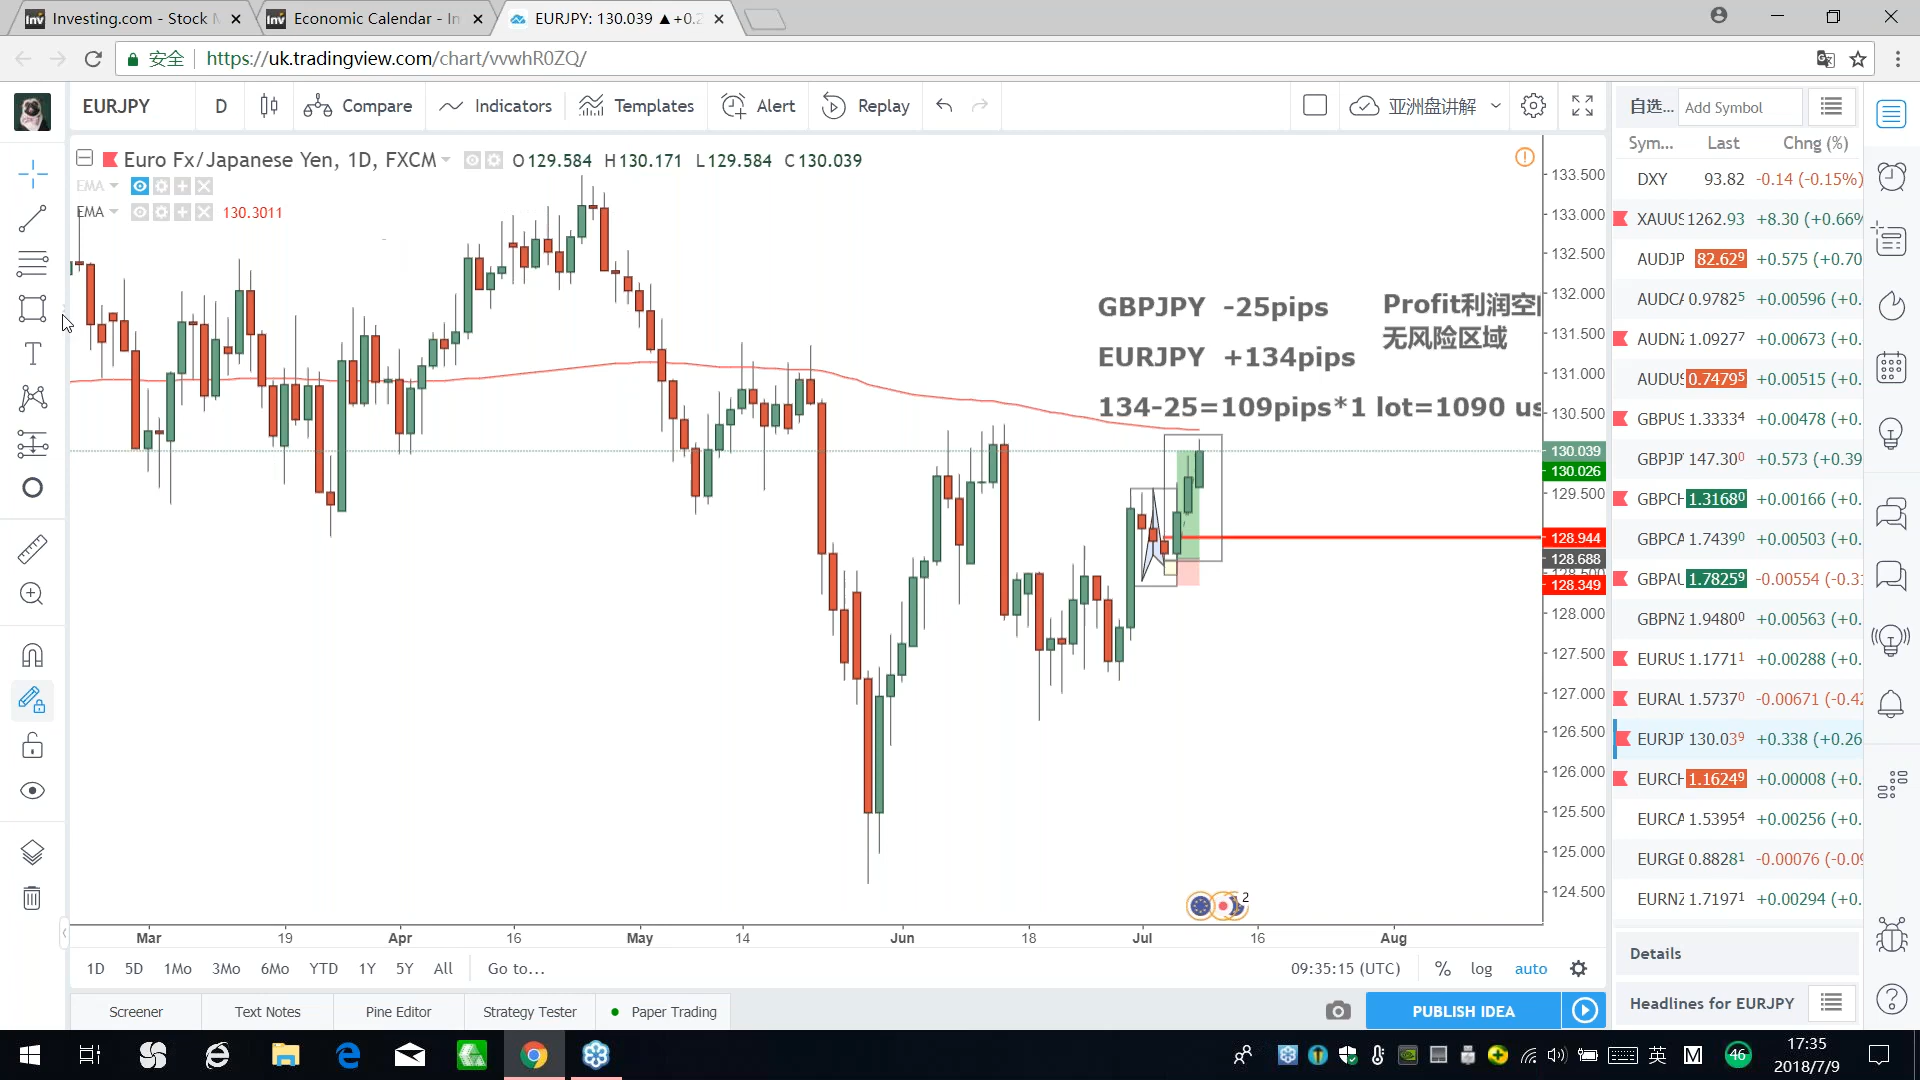 Investing.com - Stock M
Economic Calendar - In
EURJPY: 130.039 ▲+0.2
安全
https://uk.tradingview.com/chart/vvwhR0ZQ/
EURJPY
D
Compare
Indicators
Templates
Alert
Replay
亚洲盘讲解
自选...
Add Symbol
Euro Fx/Japanese Yen, 1D, FXCM
O129.584 H130.171 L129.584 C130.039
EMA
EMA 130.3011
GBPJPY -25pips
EURJPY +134pips
134-25=109pips*1 lot=1090 us
Profit利润空
无风险区域
133.500
133.000
132.500
132.000
131.500
131.000
130.500
130.039
130.026
129.500
128.944
128.688
128.500
128.349
128.000
127.500
127.000
126.500
126.000
125.500
125.000
124.500
2
Mar 19 Apr 16 May 14 Jun 18 Jul 16 Aug
1D 5D 1Mo 3Mo 6Mo YTD 1Y 5Y All Go to...
09:35:15 (UTC) % log auto
Screener Text Notes Pine Editor Strategy Tester Paper Trading
PUBLISH IDEA
Sym... Last Chng (%)
DXY 93.82 -0.14 (-0.15%)
XAUUS 1262.93 +8.30 (+0.66%
AUDJP 82.629 +0.575 (+0.70
AUDCA 0.97825 +0.00596 (+0.
AUDNZ 1.09277 +0.00673 (+0.
AUDUS 0.74795 +0.00515 (+0.
GBPUS 1.33334 +0.00478 (+0.
GBPJP 147.300 +0.573 (+0.39
GBPCH 1.31680 +0.00166 (+0.
GBPCA 1.74390 +0.00503 (+0.
GBPAU 1.78259 -0.00554 (-0.31
GBPNZ 1.94800 +0.00563 (+0.
EURUS 1.17711 +0.00288 (+0.
EURAU 1.57370 -0.00671 (-0.42
EURJP 130.039 +0.338 (+0.26
EURCH 1.16249 +0.00008 (+0.
EURCA 1.53954 +0.00256 (+0.
EURGB 0.88281 -0.00076 (-0.09
EURNZ 1.71971 +0.00294 (+0.
Details
Headlines for EURJPY
英
M
46
17:35
2018/7/9